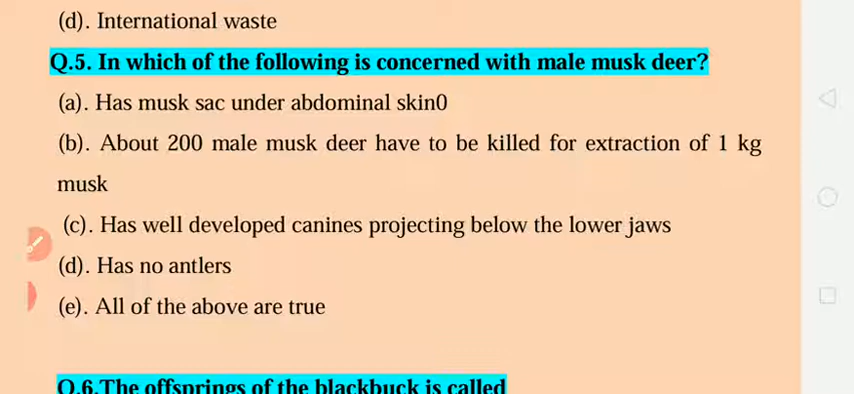 (d). International waste
Q.5. In which of the following is concerned with male musk deer?
(a). Has musk sac under abdominal skin0
(b). About 200 male musk deer have to be killed for extraction of 1 kg
musk
(c). Has well developed canines projecting below the lower jaws
(d). Has no antlers
(e). All of the above are true
Q.6.The offsprings of the blackbuck is called